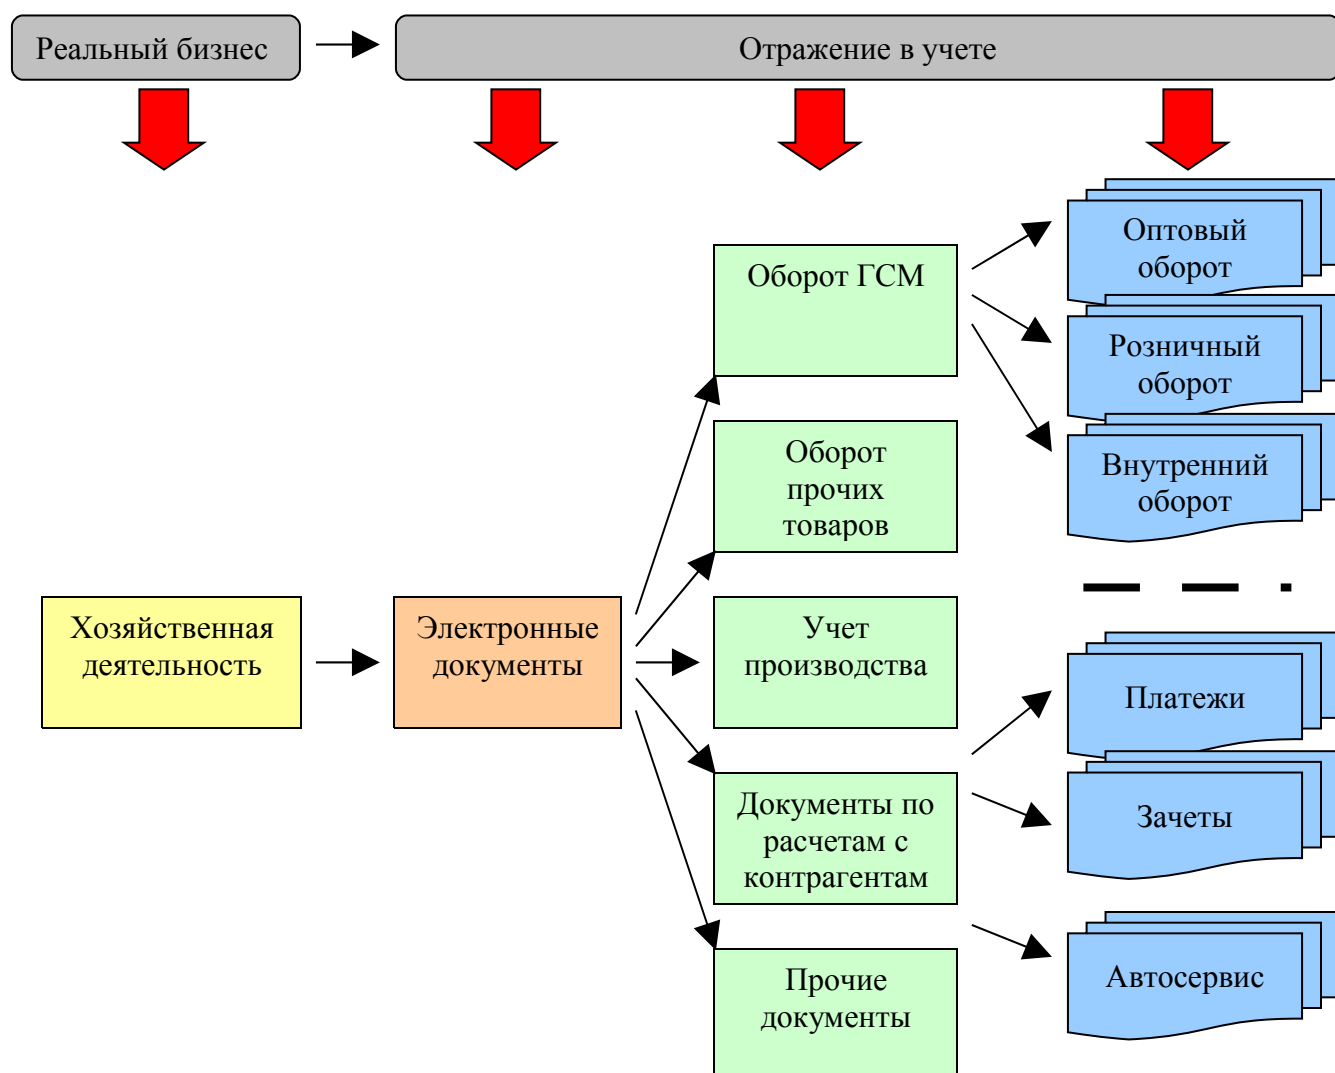 Реальный бизнес
Отражение в учете
Оптовый
оборот
Оборот ГСМ
Розничный
оборот
Оборот
прочих
товаров
Внутренний
оборот
Хозяйственная
деятельность
Электронные
документы
Учет
производства
Платежи
Документы по
расчетам с
контрагентам
Зачеты
Прочие
документы
Автосервис